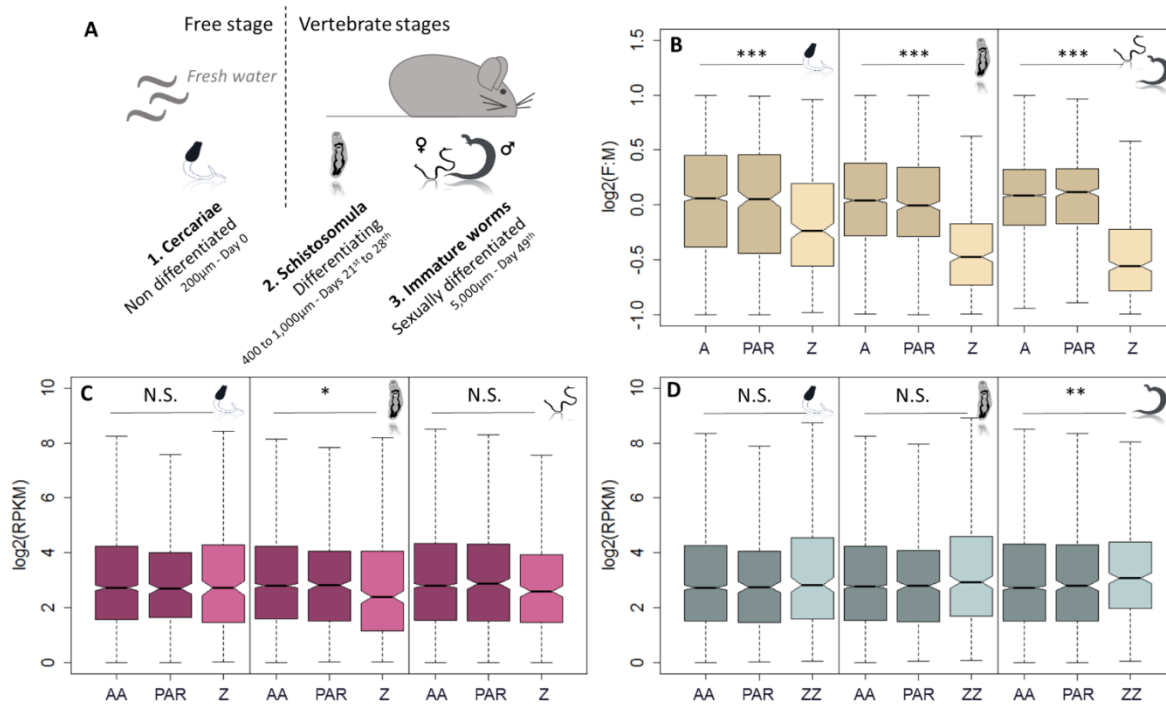 A
Free stage
Vertebrate stages
Fresh water
♀
♂
1. Cercariae
Non differentiated
200µm - Day 0
2. Schistosomula
Differentiating
400 to 1,000µm - Days 21st to 28th
3. Immature worms
Sexually differentiated
5,000µm - Day 49th
B
*** *** ***
log2(F:M)
1.5
1.0
0.5
0.0
-0.5
-1.0
A PAR Z A PAR Z A PAR Z
C
N.S. * N.S.
log2(RPKM)
10
8
6
4
2
0
AA PAR Z AA PAR Z AA PAR Z
D
N.S. N.S. **
log2(RPKM)
10
8
6
4
2
0
AA PAR ZZ AA PAR ZZ AA PAR ZZ